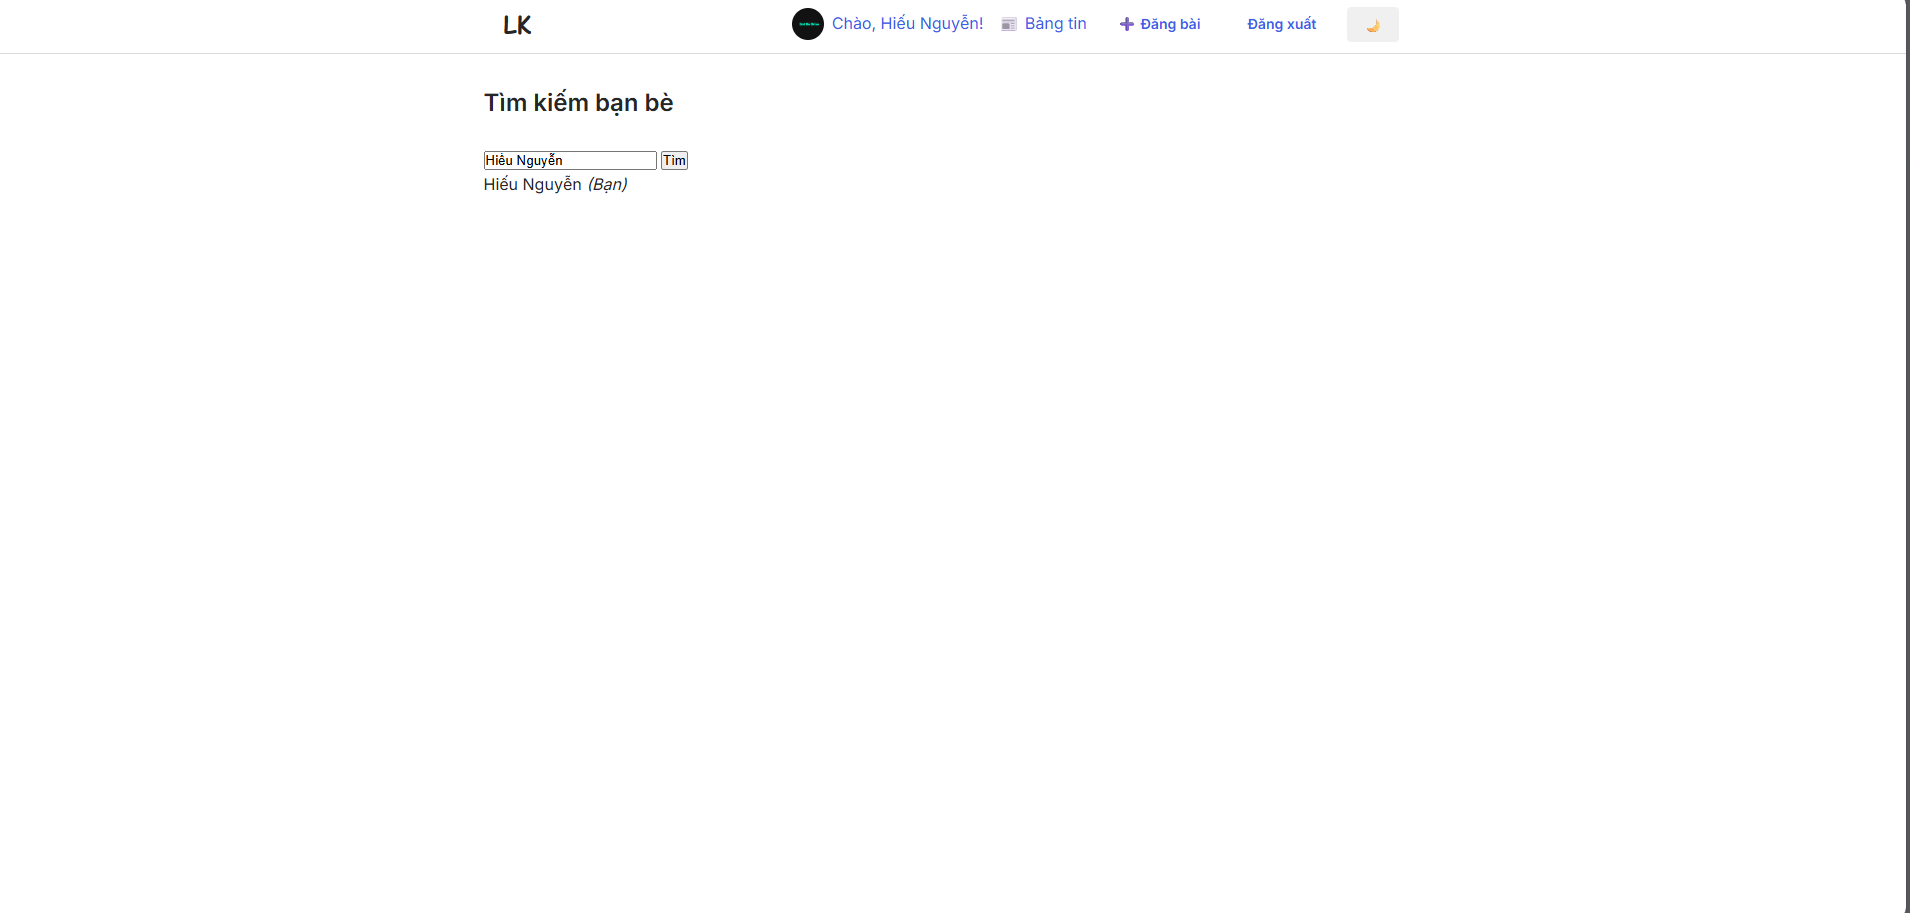 LK
Chào, Hiếu Nguyễn! Bảng tin Đăng bài Đăng xuất
Tìm kiếm bạn bè
Hiếu Nguyễn Tìm
Hiếu Nguyễn (Bạn)